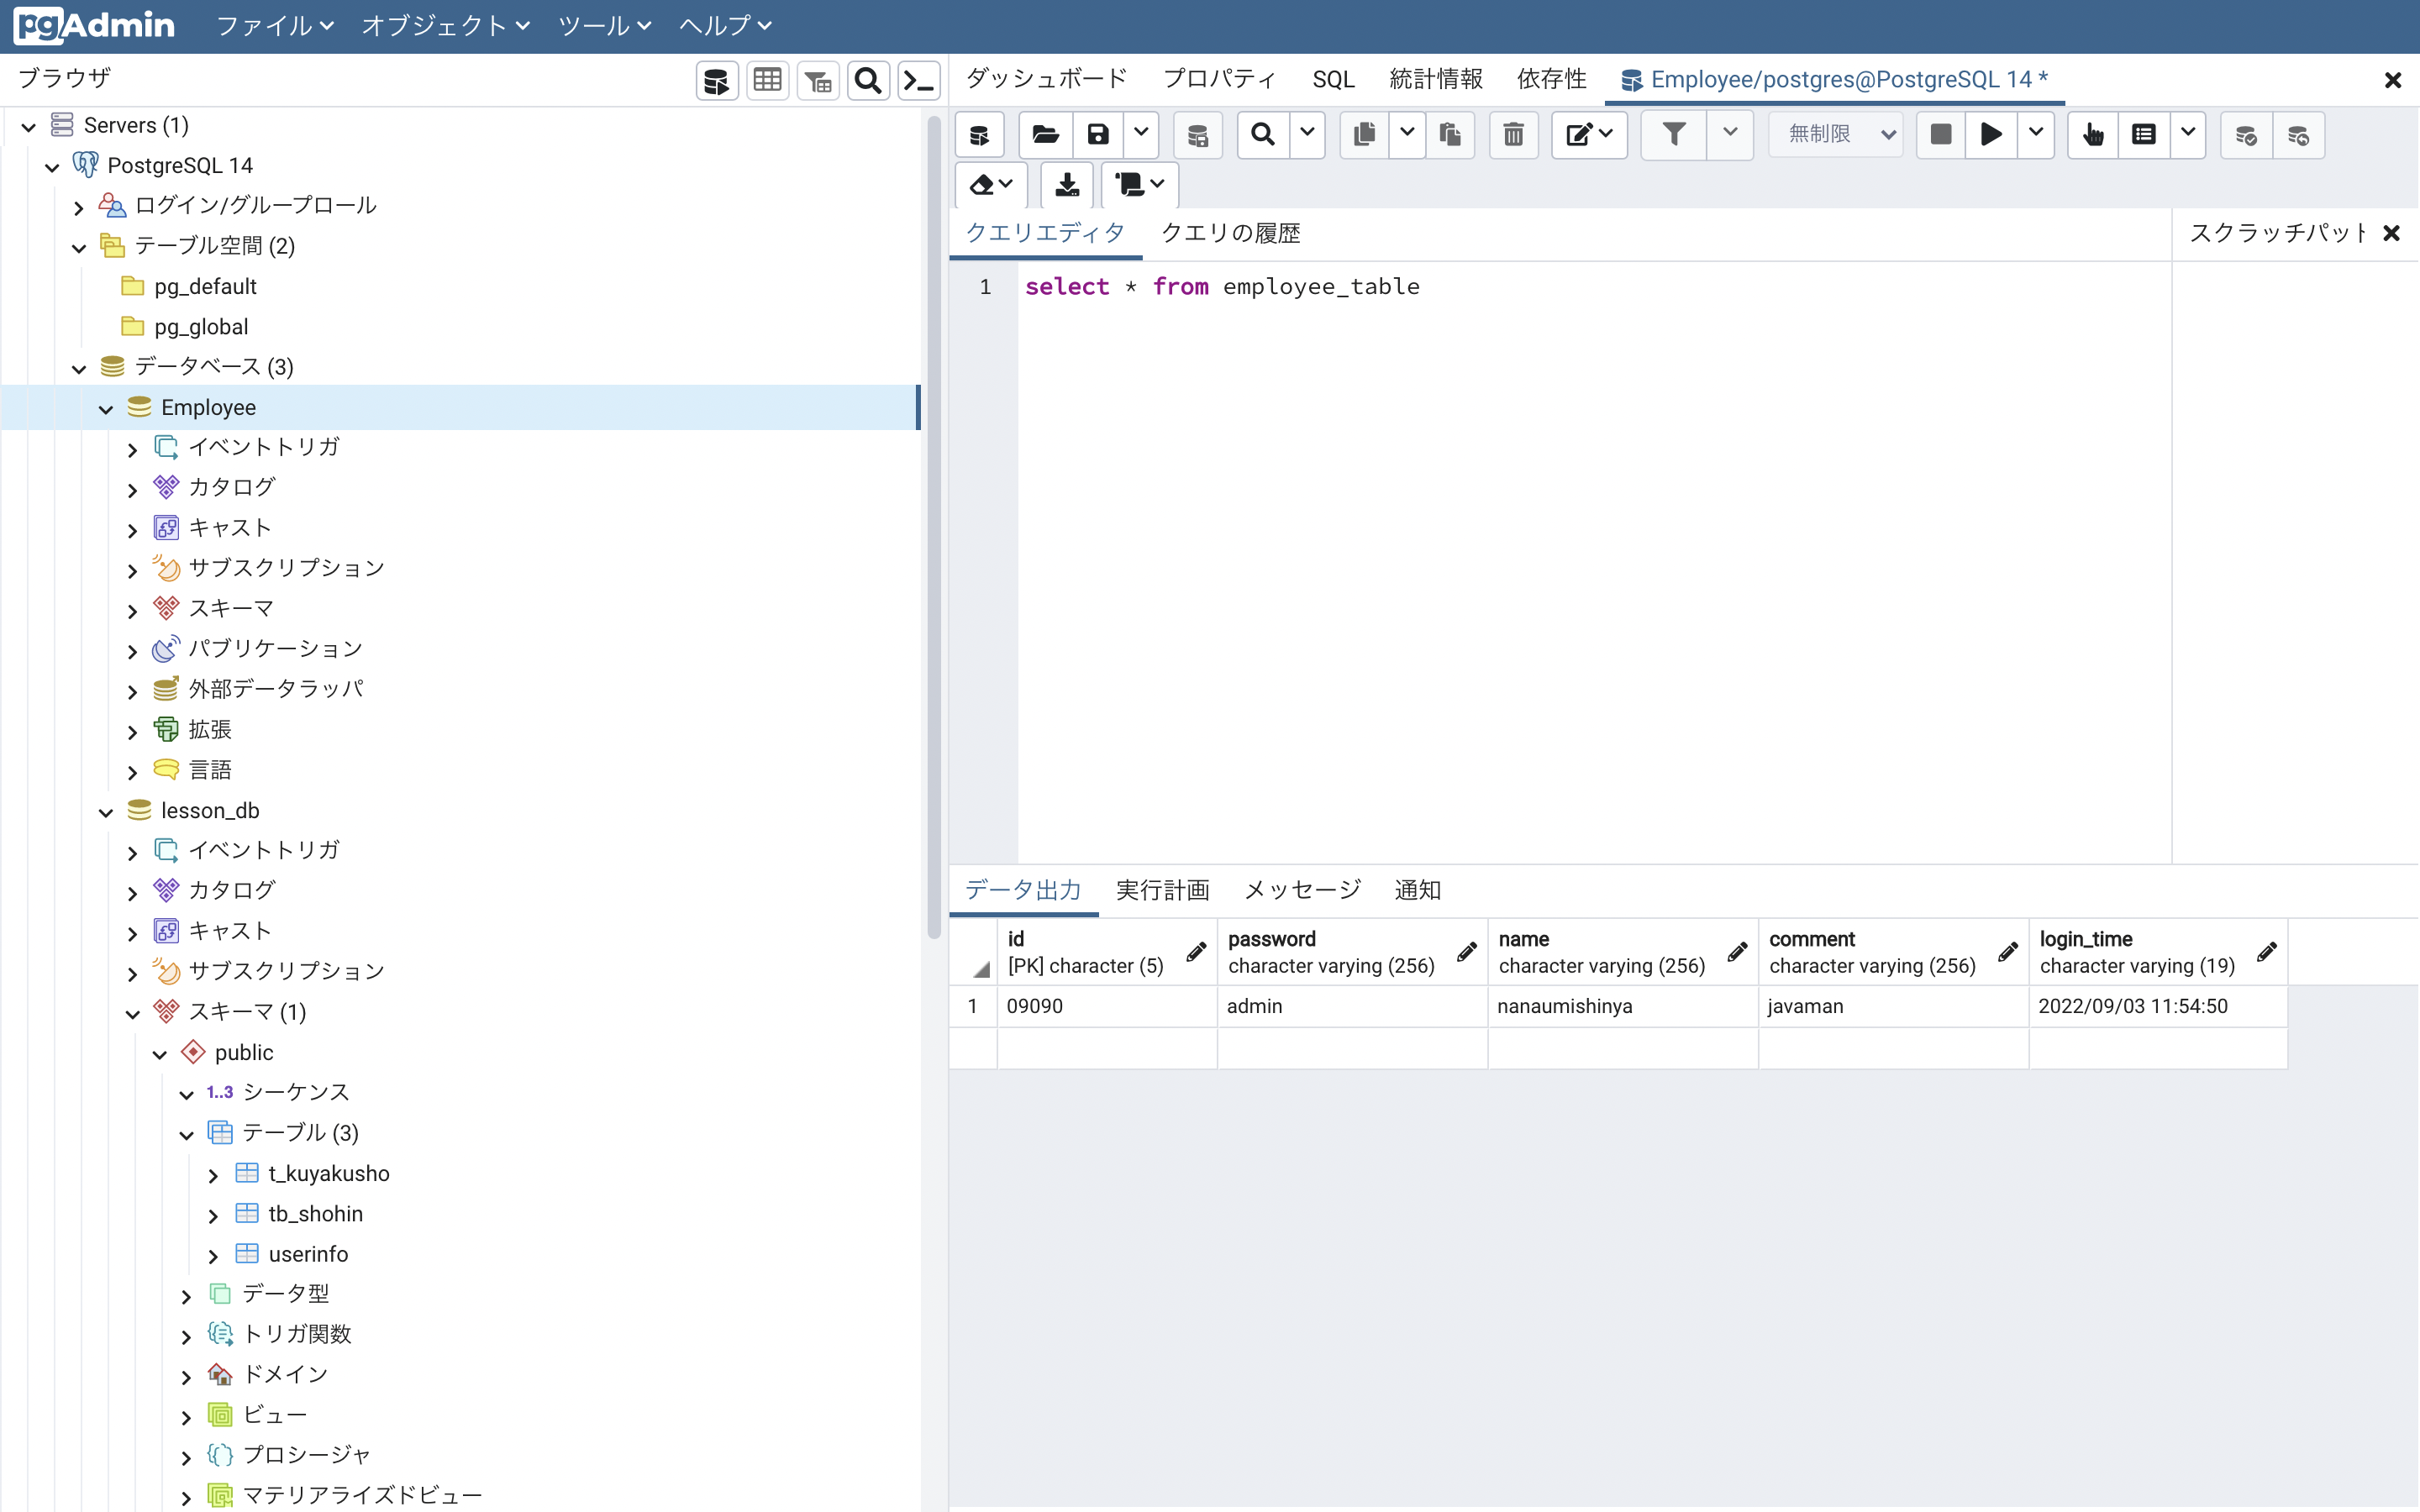 pgAdmin ファイル オブジェクト ツール ヘルプ
ブラウザ
Servers (1)
PostgreSQL 14
ログイン/グループロール
テーブル空間 (2)
pg_default
pg_global
データベース (3)
Employee
イベントトリガ
カタログ
キャスト
サブスクリプション
スキーマ
パブリケーション
外部データラッパ
拡張
言語
lesson_db
イベントトリガ
カタログ
キャスト
サブスクリプション
スキーマ (1)
public
1..3 シーケンス
テーブル (3)
t_kuyakusho
tb_shohin
userinfo
データ型
トリガ関数
ドメイン
ビュー
プロシージャ
マテリアライズドビュー
ダッシュボード プロパティ SQL 統計情報 依存性 Employee/postgres@PostgreSQL 14 *
無制限
クエリエディタ クエリの履歴 スクラッチパット
1 select * from employee_table
データ出力 実行計画 メッセージ 通知
id password name comment login_time
[PK] character (5) character varying (256) character varying (256) character varying (256) character varying (19)
1 09090 admin nanaumishinya javaman 2022/09/03 11:54:50